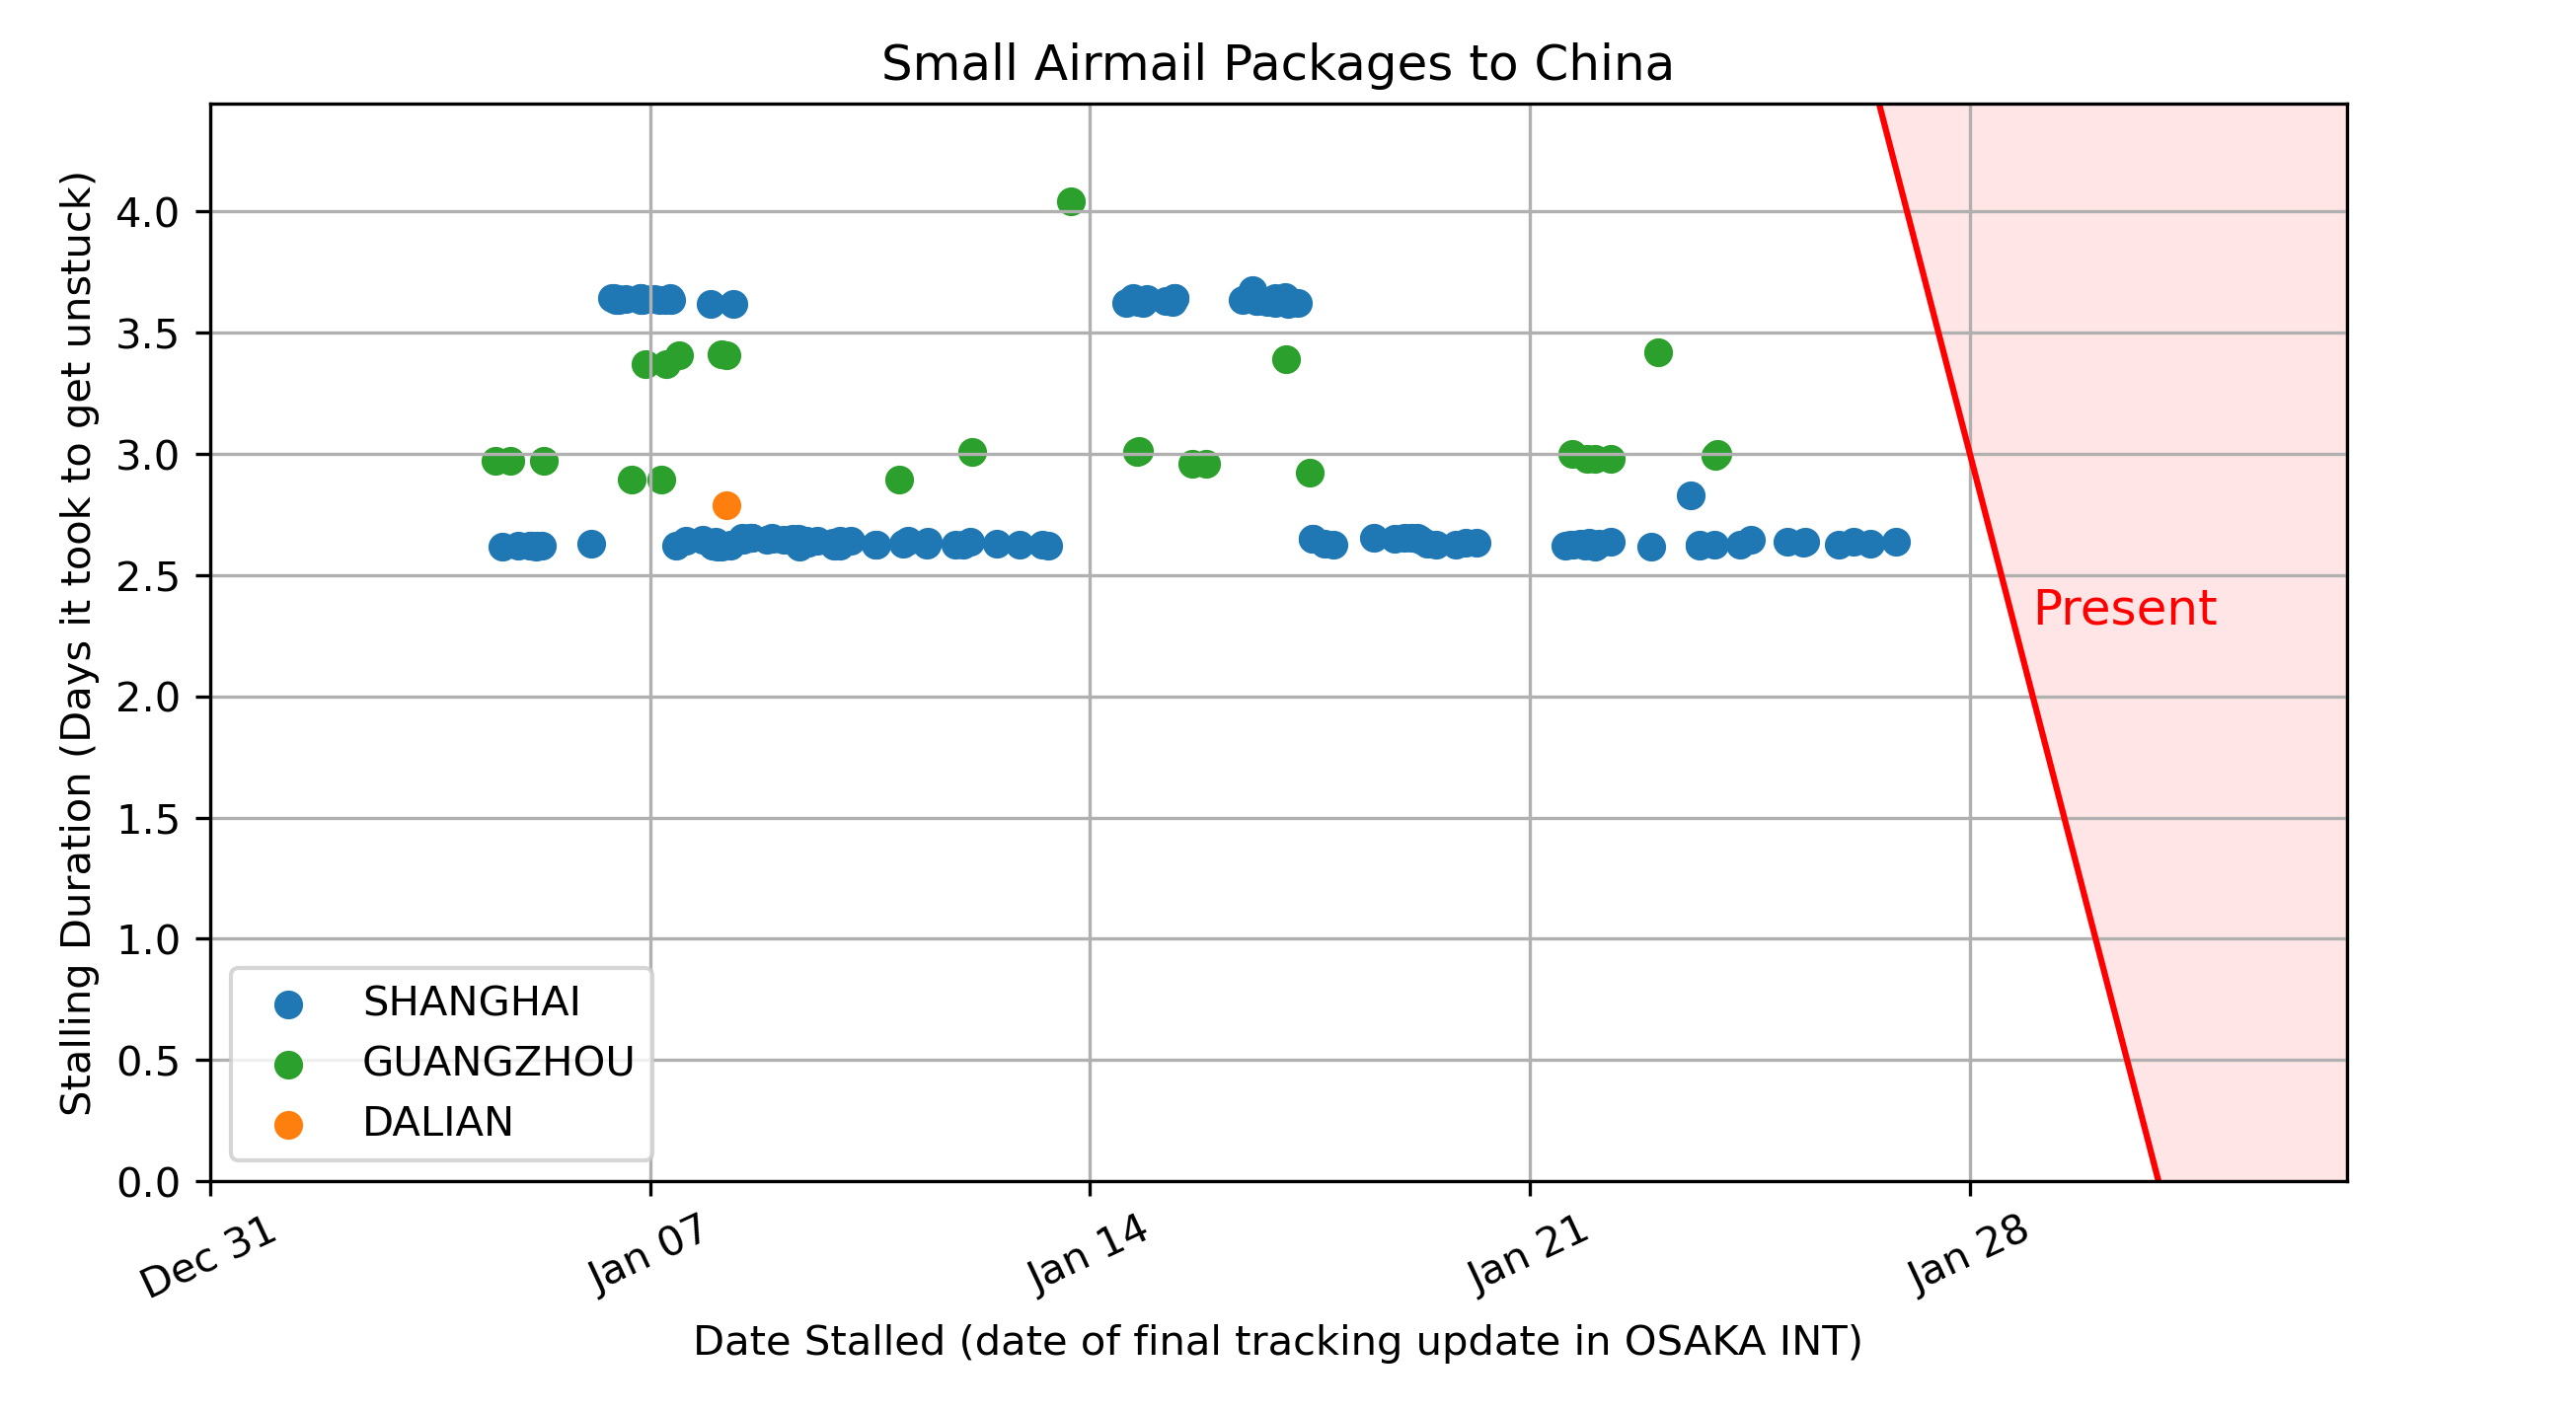 Small Airmail Packages to China
Stalling Duration (Days it took to get unstuck)
4.0
3.5
3.0
2.5
2.0
1.5
1.0
0.5
0.0
Present
SHANGHAI
GUANGZHOU
DALIAN
Dec 31
Jan 07
Jan 14
Jan 21
Jan 28
Date Stalled (date of final tracking update in OSAKA INT)